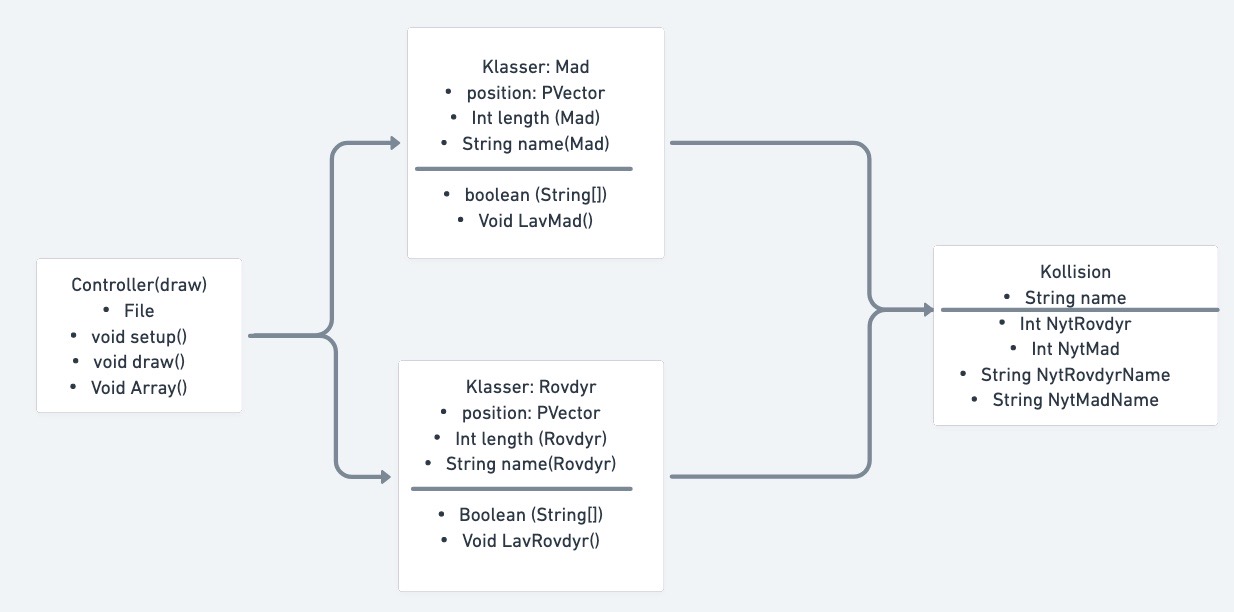 Controller(draw)
• File
• void setup()
• void draw()
• Void Array()
Klasser: Mad
• position: PVector
• Int length (Mad)
• String name(Mad)
• boolean (String[])
• Void LavMad()
Klasser: Rovdyr
• position: PVector
• Int length (Rovdyr)
• String name(Rovdyr)
• Boolean (String[])
• Void LavRovdyr()
Kollision
• String name
• Int NytRovdyr
• Int NytMad
• String NytRovdyrName
• String NytMadName